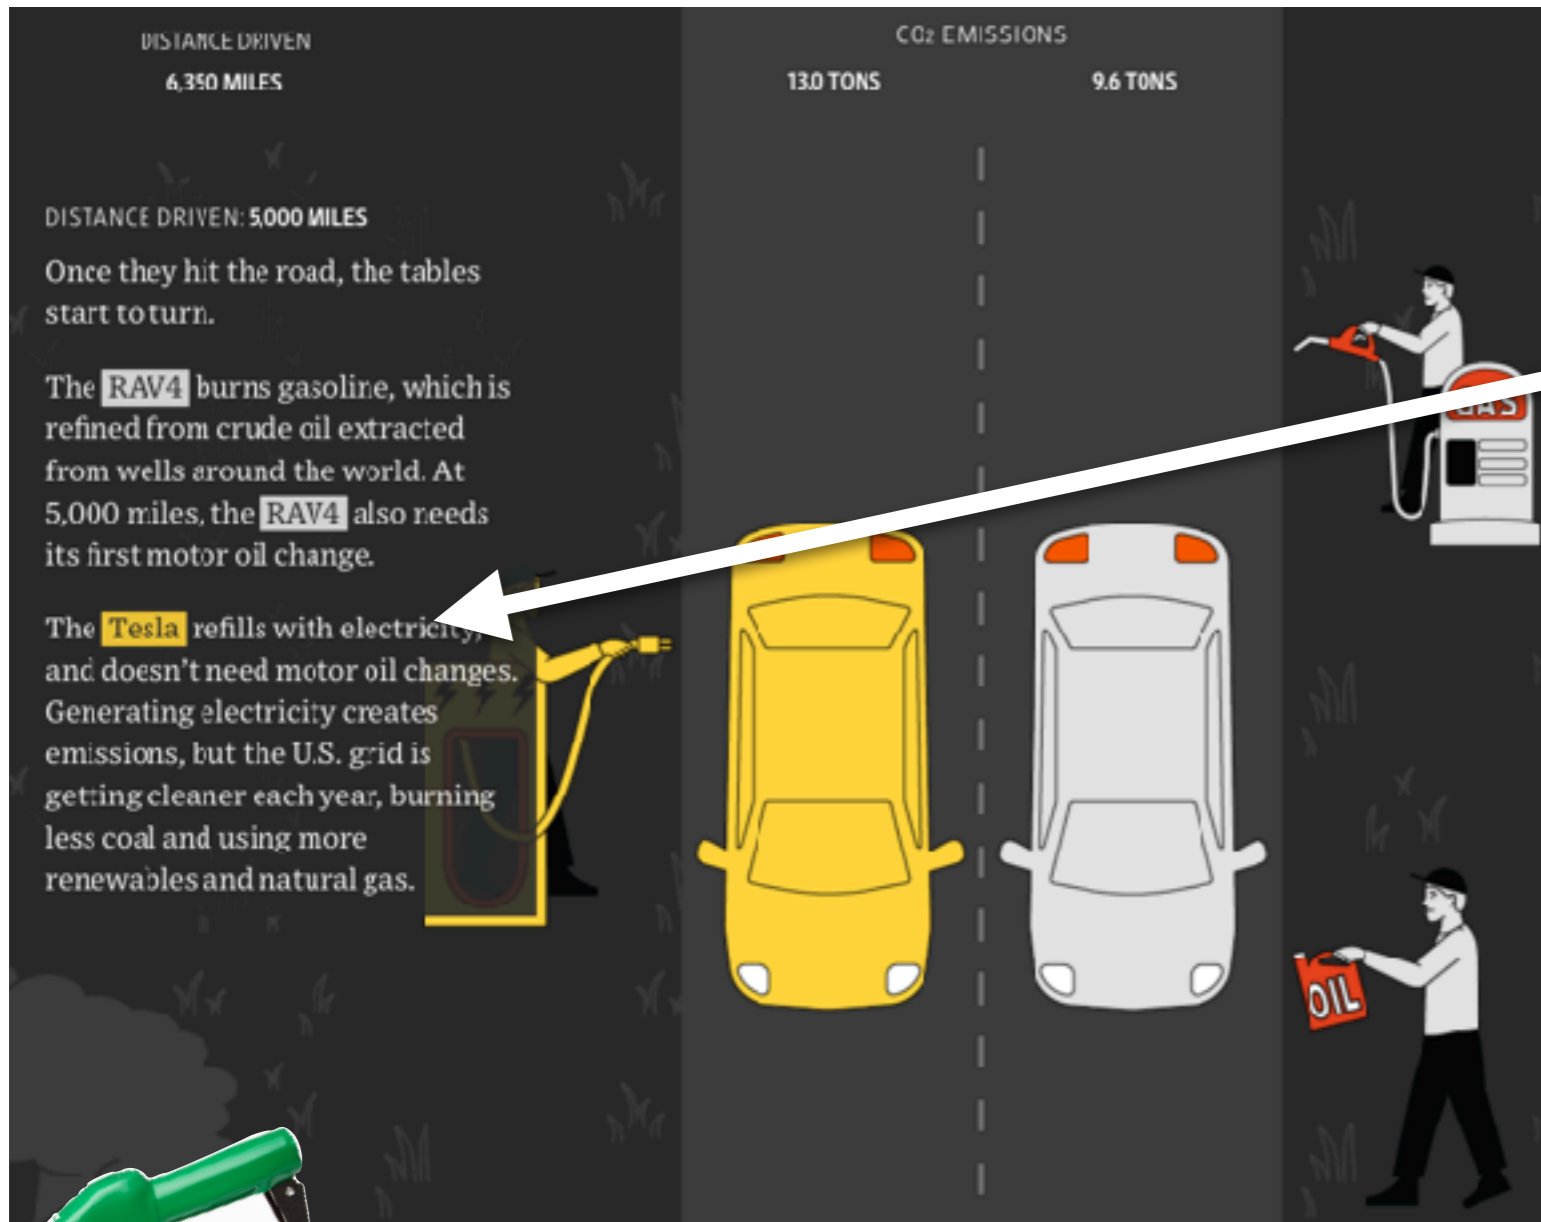 DISTANCE DRIVEN
6,350 MILES
CO₂ EMISSIONS
13.0 TONS
9.6 TONS
DISTANCE DRIVEN: 5,000 MILES
Once they hit the road, the tables
start to turn.
The RAV4 burns gasoline, which is
refined from crude oil extracted
from wells around the world. At
5,000 miles, the RAV4 also needs
its first motor oil change.
The Tesla refills with electricity,
and doesn't need motor oil changes.
Generating electricity creates
emissions, but the U.S. grid is
getting cleaner each year, burning
less coal and using more
renewables and natural gas.
GAS
OIL